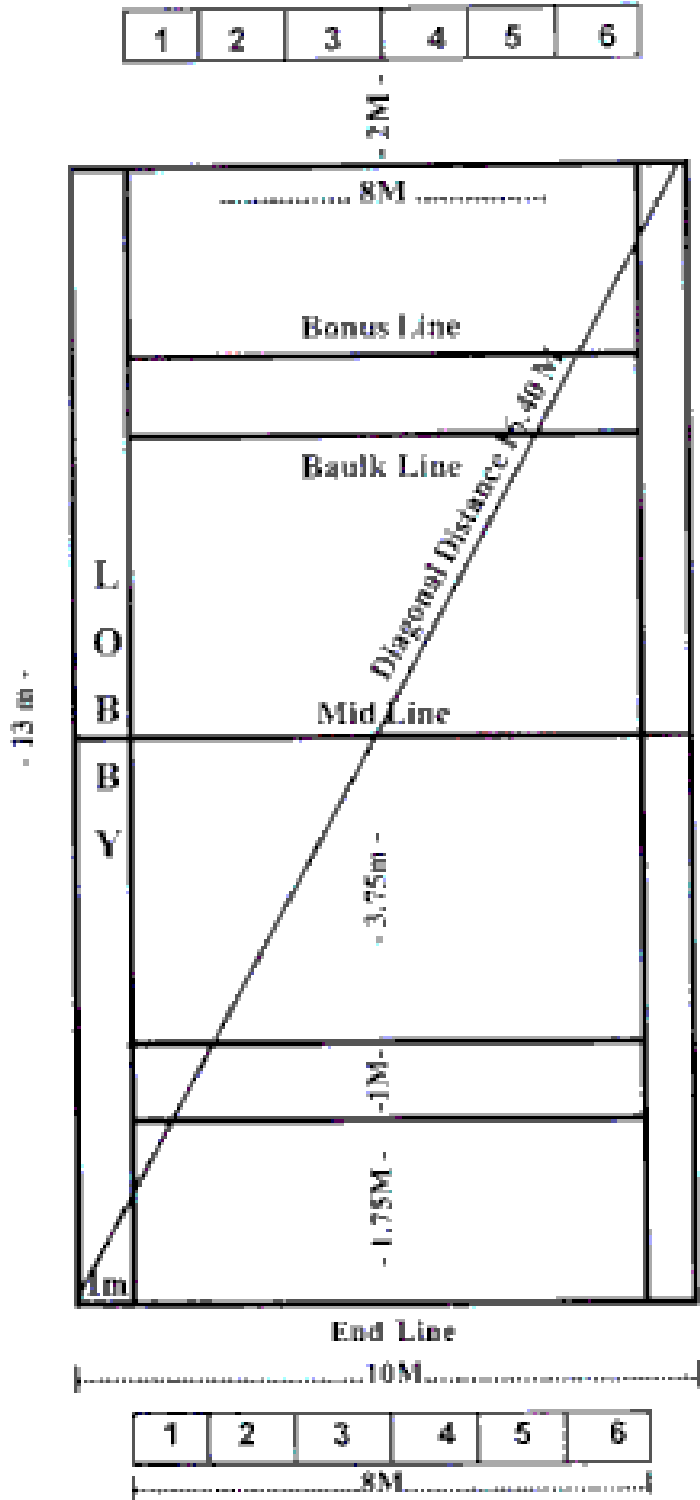 1 2 3 4 5 6
- 2M -
8M
Bonus Line
Diagonal Distance .40 M
Baulk Line
LOBBY
- 13 m -
Mid Line
- 3.75m -
-1M-
- 1.75M -
1m
End Line
10M
1 2 3 4 5 6
8M